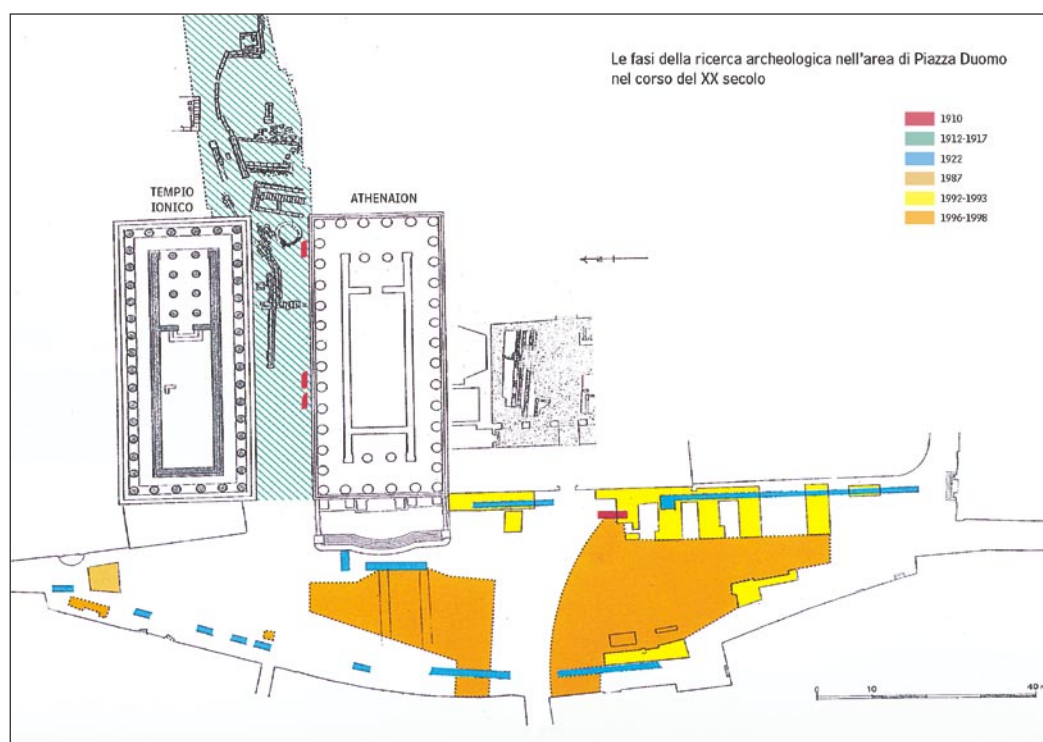 Le fasi della ricerca archeologica nell'area di Piazza Duomo
nel corso del XX secolo
1910
1912-1917
1922
1987
1992-1993
1996-1998
TEMPIO
IONICO
ATHENAION
0 10 40